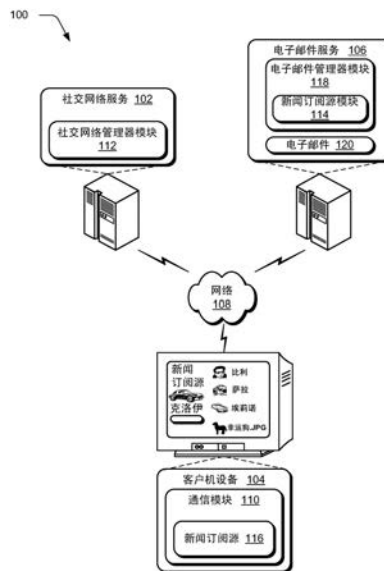 100
社交网络服务 102
社交网络管理器模块
112
电子邮件服务 106
电子邮件管理器模块
118
新闻订阅源模块
114
电子邮件 120
网络
108
新闻
订阅源
克洛伊
比利
萨拉
埃莉诺
幸运狗.JPG
客户机设备 104
通信模块 110
新闻订阅源 116